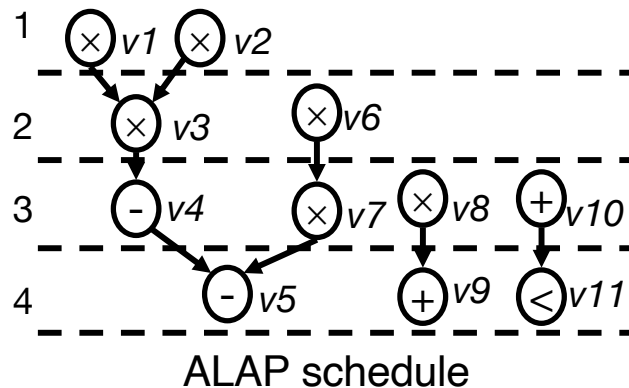 1 × v1 × v2
2 × v3 × v6
3 - v4 × v7 × v8 + v10
4 - v5 + v9 < v11
ALAP schedule